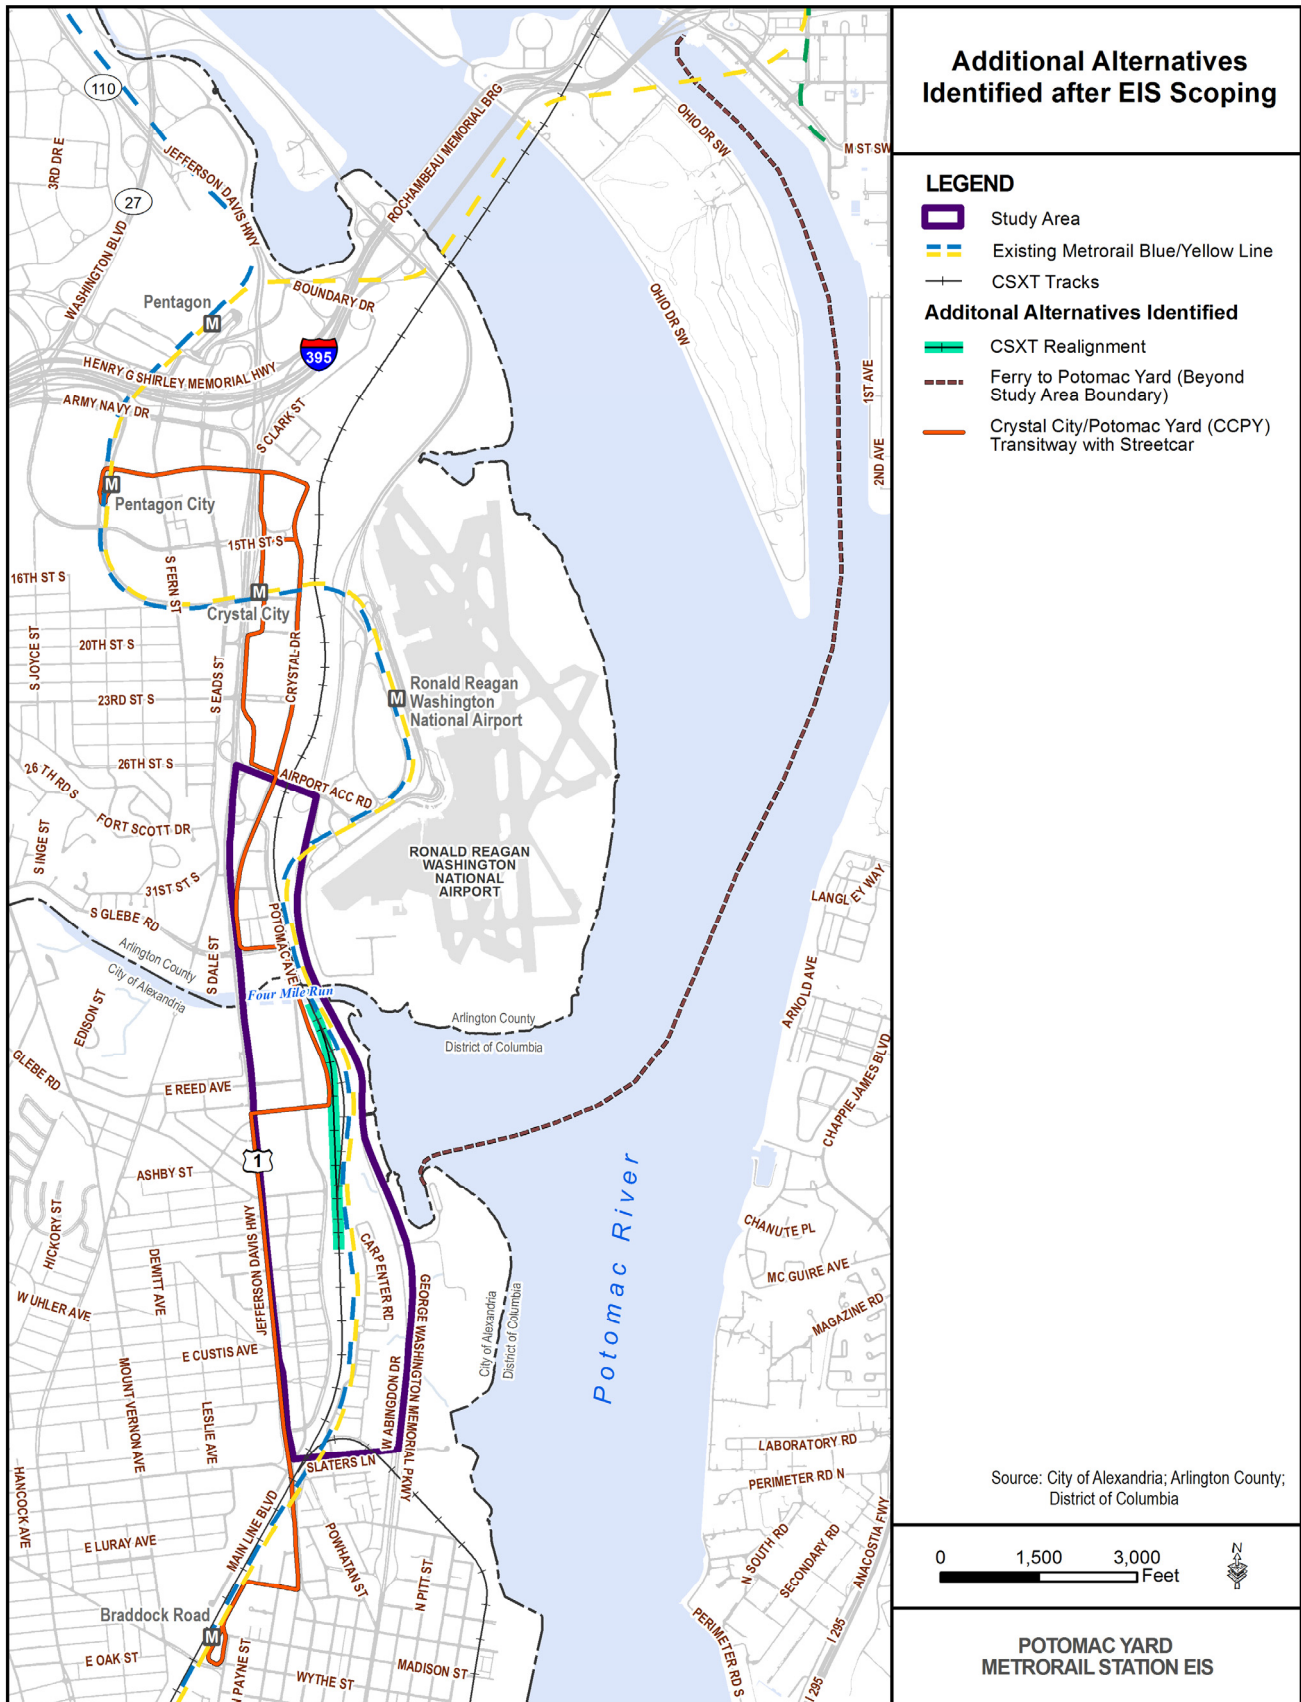 Additional Alternatives
Identified after EIS Scoping
LEGEND
Study Area
Existing Metrorail Blue/Yellow Line
CSXT Tracks
Additonal Alternatives Identified
CSXT Realignment
Ferry to Potomac Yard (Beyond
Study Area Boundary)
Crystal City/Potomac Yard (CCPY)
Transitway with Streetcar
Source: City of Alexandria; Arlington County;
District of Columbia
0 1,500 3,000
Feet
N
POTOMAC YARD
METRORAIL STATION EIS
110
3RD DR E
JEFFERSON DAVIS HWY
27
WASHINGTON BLVD
ROCHAMBEAU MEMORIAL BRG
OHIO DR SW
M ST SW
BOUNDARY DR
Pentagon
M
OHIO DR SW
395
HENRY G SHIRLEY MEMORIAL HWY
ARMY NAVY DR
S CLARK ST
1ST AVE
2ND AVE
M
Pentagon City
15TH ST S
S FERN ST
16TH ST S
M
Crystal City
S JOYCE ST
20TH ST S
S EADS ST
CRYSTAL DR
23RD ST S
M
Ronald Reagan
Washington
National Airport
26TH ST S
26 TH RD S
AIRPORT ACC RD
FORT SCOTT DR
S INGE ST
RONALD REAGAN
WASHINGTON
NATIONAL
AIRPORT
31ST ST S
S GLEBE RD
LANGLEY WAY
POTOMAC AVE
S DALE ST
Arlington County
City of Alexandria
Four Mile Run
ARNOLD AVE
EDISON ST
Arlington County
District of Columbia
GLEBE RD
E REED AVE
CHAPPIE JAMES BLVD
1
ASHBY ST
HICKORY ST
JEFFERSON DAVIS HWY
Potomac River
CHANUTE PL
DEWITT AVE
CARPENTER RD
MC GUIRE AVE
W UHLER AVE
GEORGE WASHINGTON MEMORIAL PKWY
City of Alexandria
District of Columbia
MAGAZINE RD
E CUSTIS AVE
MOUNT VERNON AVE
W ABINGDON DR
LESLIE AVE
LABORATORY RD
SLATERS LN
PERIMETER RD N
HANCOCK AVE
MAIN LINE BLVD
E LURAY AVE
POWHATAN ST
N SOUTH RD
SECONDARY RD
ANACOSTIA FWY
N PITT ST
Braddock Road
M
PERIMETER RD S
I 295
E OAK ST
N PAYNE ST
WYTHE ST
MADISON ST
I 295